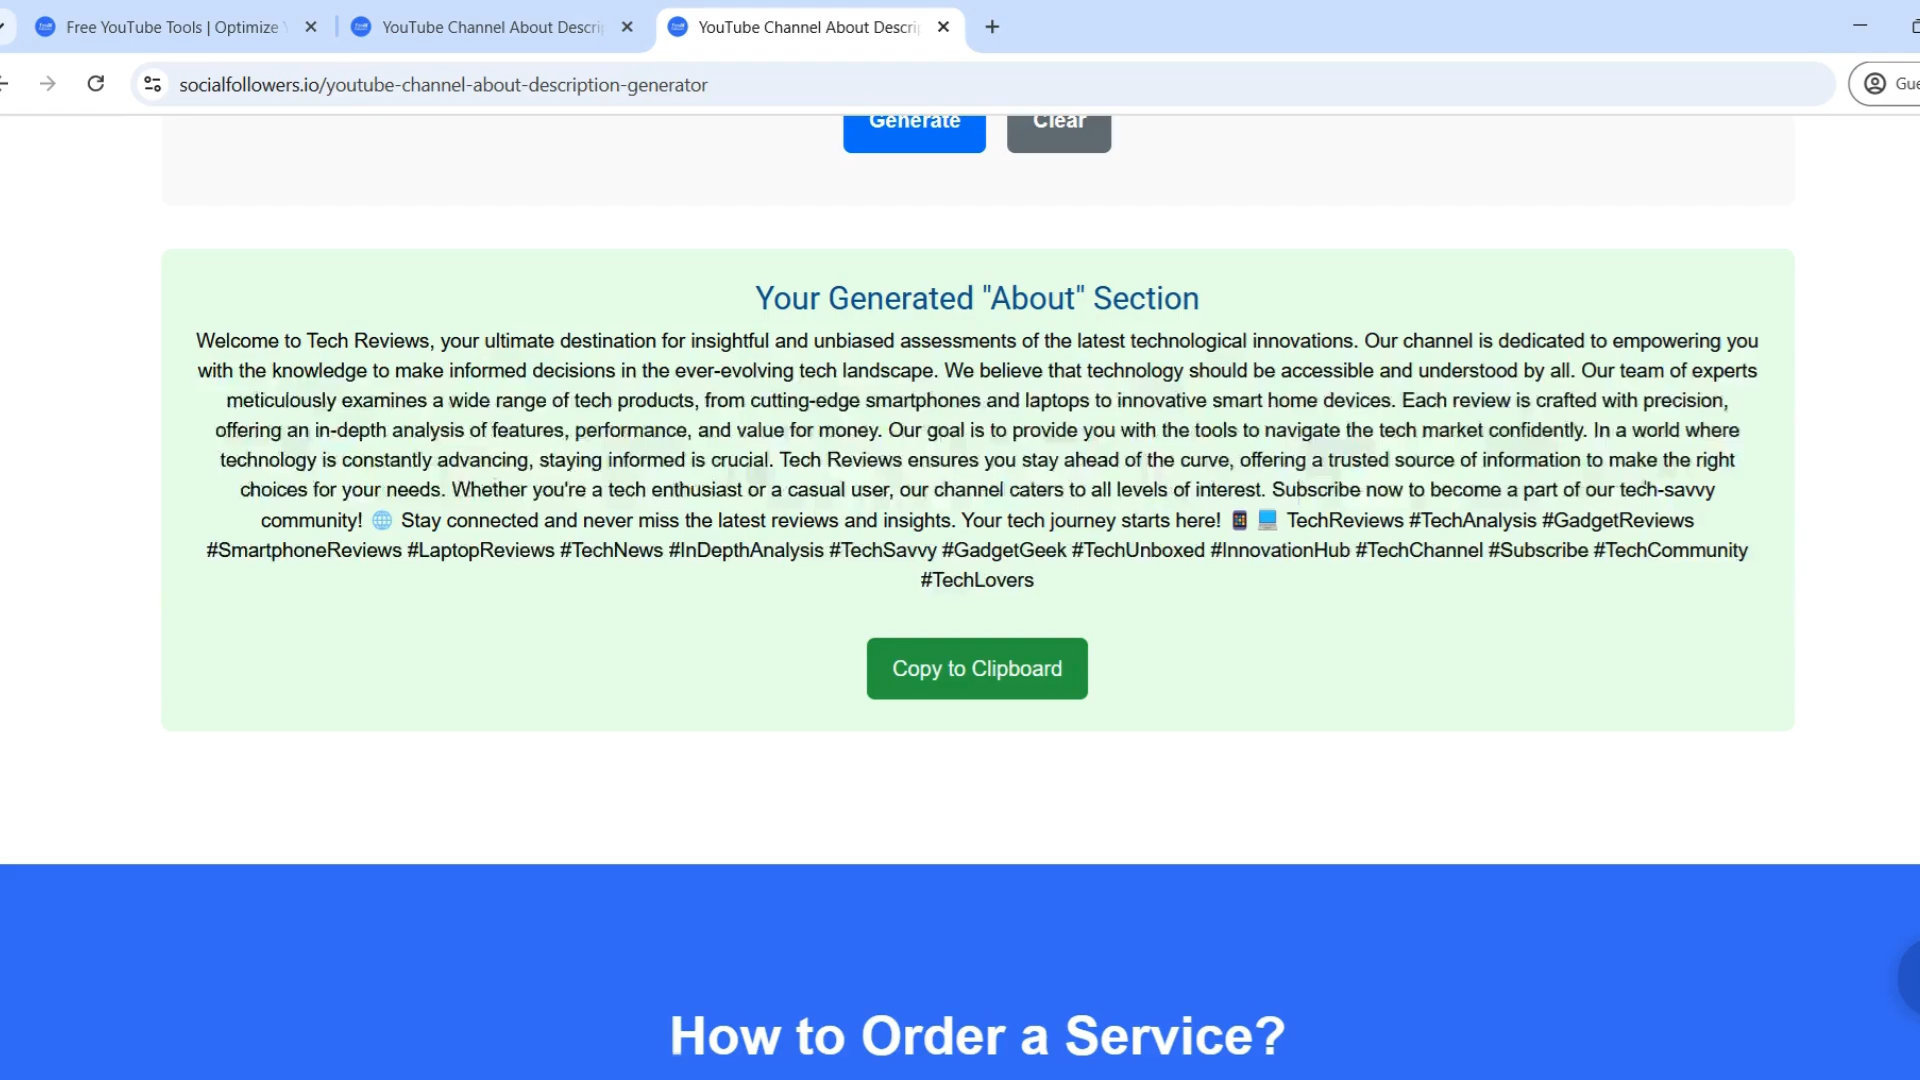 Free YouTube Tools | Optimize
YouTube Channel About Descri
YouTube Channel About Descri
socialfollowers.io/youtube-channel-about-description-generator
Gue
Generate
Clear
Your Generated "About" Section
Welcome to Tech Reviews, your ultimate destination for insightful and unbiased assessments of the latest technological innovations. Our channel is dedicated to empowering you
with the knowledge to make informed decisions in the ever-evolving tech landscape. We believe that technology should be accessible and understood by all. Our team of experts
meticulously examines a wide range of tech products, from cutting-edge smartphones and laptops to innovative smart home devices. Each review is crafted with precision,
offering an in-depth analysis of features, performance, and value for money. Our goal is to provide you with the tools to navigate the tech market confidently. In a world where
technology is constantly advancing, staying informed is crucial. Tech Reviews ensures you stay ahead of the curve, offering a trusted source of information to make the right
choices for your needs. Whether you're a tech enthusiast or a casual user, our channel caters to all levels of interest. Subscribe now to become a part of our tech-savvy
community! 🌐 Stay connected and never miss the latest reviews and insights. Your tech journey starts here! 📱 💻 TechReviews #TechAnalysis #GadgetReviews
#SmartphoneReviews #LaptopReviews #TechNews #InDepthAnalysis #TechSavvy #GadgetGeek #TechUnboxed #InnovationHub #TechChannel #Subscribe #TechCommunity
#TechLovers
Copy to Clipboard
How to Order a Service?